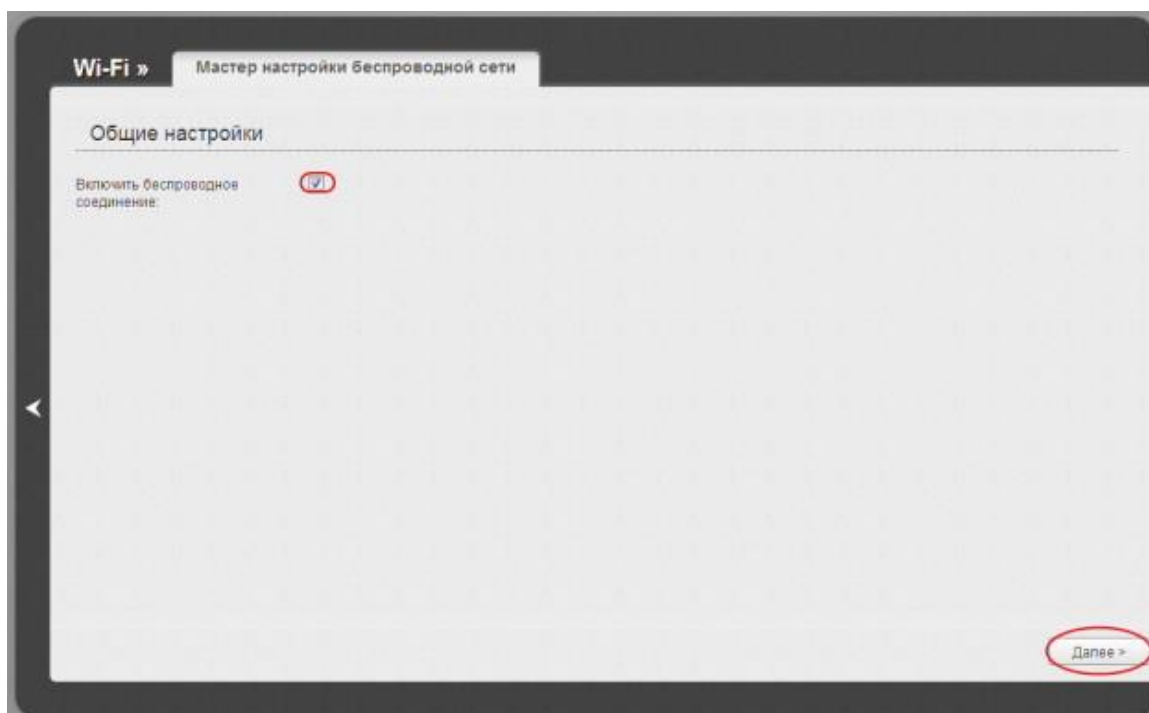 Wi-Fi »
Мастер настройки беспроводной сети
Общие настройки
Включить беспроводное
соединение:
Далее >